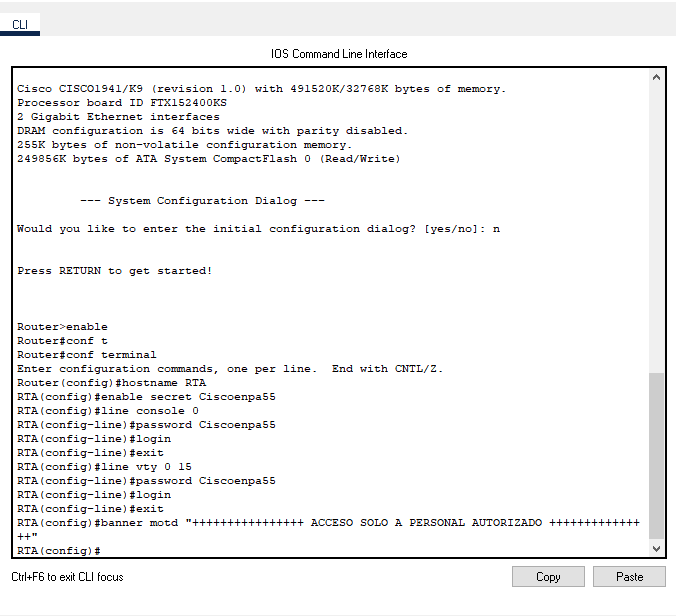 CLI
IOS Command Line Interface
Cisco CISCO1941/K9 (revision 1.0) with 491520K/32768K bytes of memory.
Processor board ID FTX152400KS
2 Gigabit Ethernet interfaces
DRAM configuration is 64 bits wide with parity disabled.
255K bytes of non-volatile configuration memory.
249856K bytes of ATA System CompactFlash 0 (Read/Write)
--- System Configuration Dialog ---
Would you like to enter the initial configuration dialog? [yes/no]: n
Press RETURN to get started!
Router>enable
Router#conf t
Router#conf terminal
Enter configuration commands, one per line.  End with CNTL/Z.
Router(config)#hostname RTA
RTA(config)#enable secret Ciscoenpa55
RTA(config)#line console 0
RTA(config-line)#password Ciscoenpa55
RTA(config-line)#login
RTA(config-line)#exit
RTA(config)#line vty 0 15
RTA(config-line)#password Ciscoenpa55
RTA(config-line)#login
RTA(config-line)#exit
RTA(config)#banner motd "++++++++++++++++ ACCESO SOLO A PERSONAL AUTORIZADO +++++++++++++
++"
RTA(config)#
Ctrl+F6 to exit CLI focus
Copy
Paste